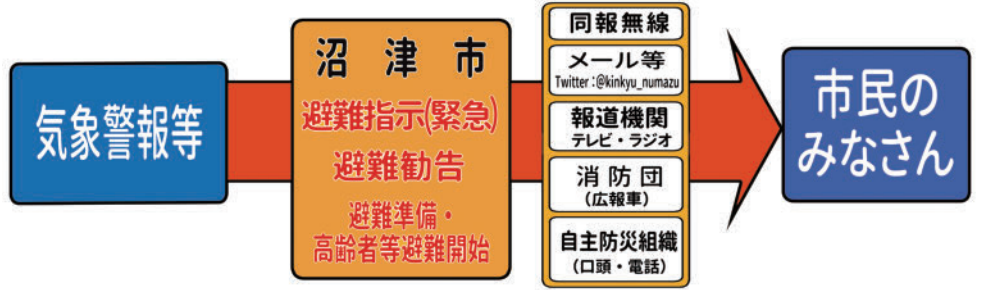 気象警報等
沼津市
避難指示(緊急)
避難勧告
避難準備・
高齢者等避難開始
同報無線
メール等
Twitter:@kinkyu_numazu
報道機関
テレビ・ラジオ
消防団
(広報車)
自主防災組織
(口頭・電話)
市民の
みなさん